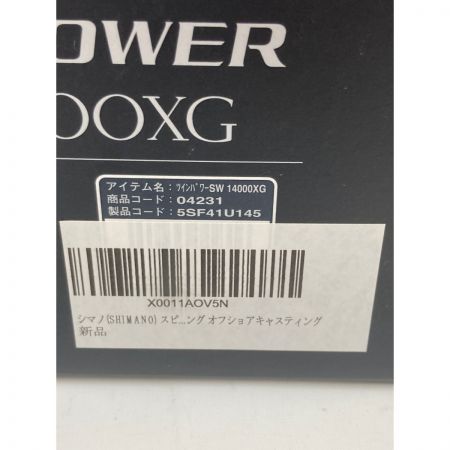 OWER
00XG
アイテム名：ﾂｲﾝﾊﾟﾜｰSW 14000XG
商品コード：04231
製品コード：5SF41U145
X0011AOV5N
シマノ(SHIMANO) スピ...ング オフショアキャスティング
新品